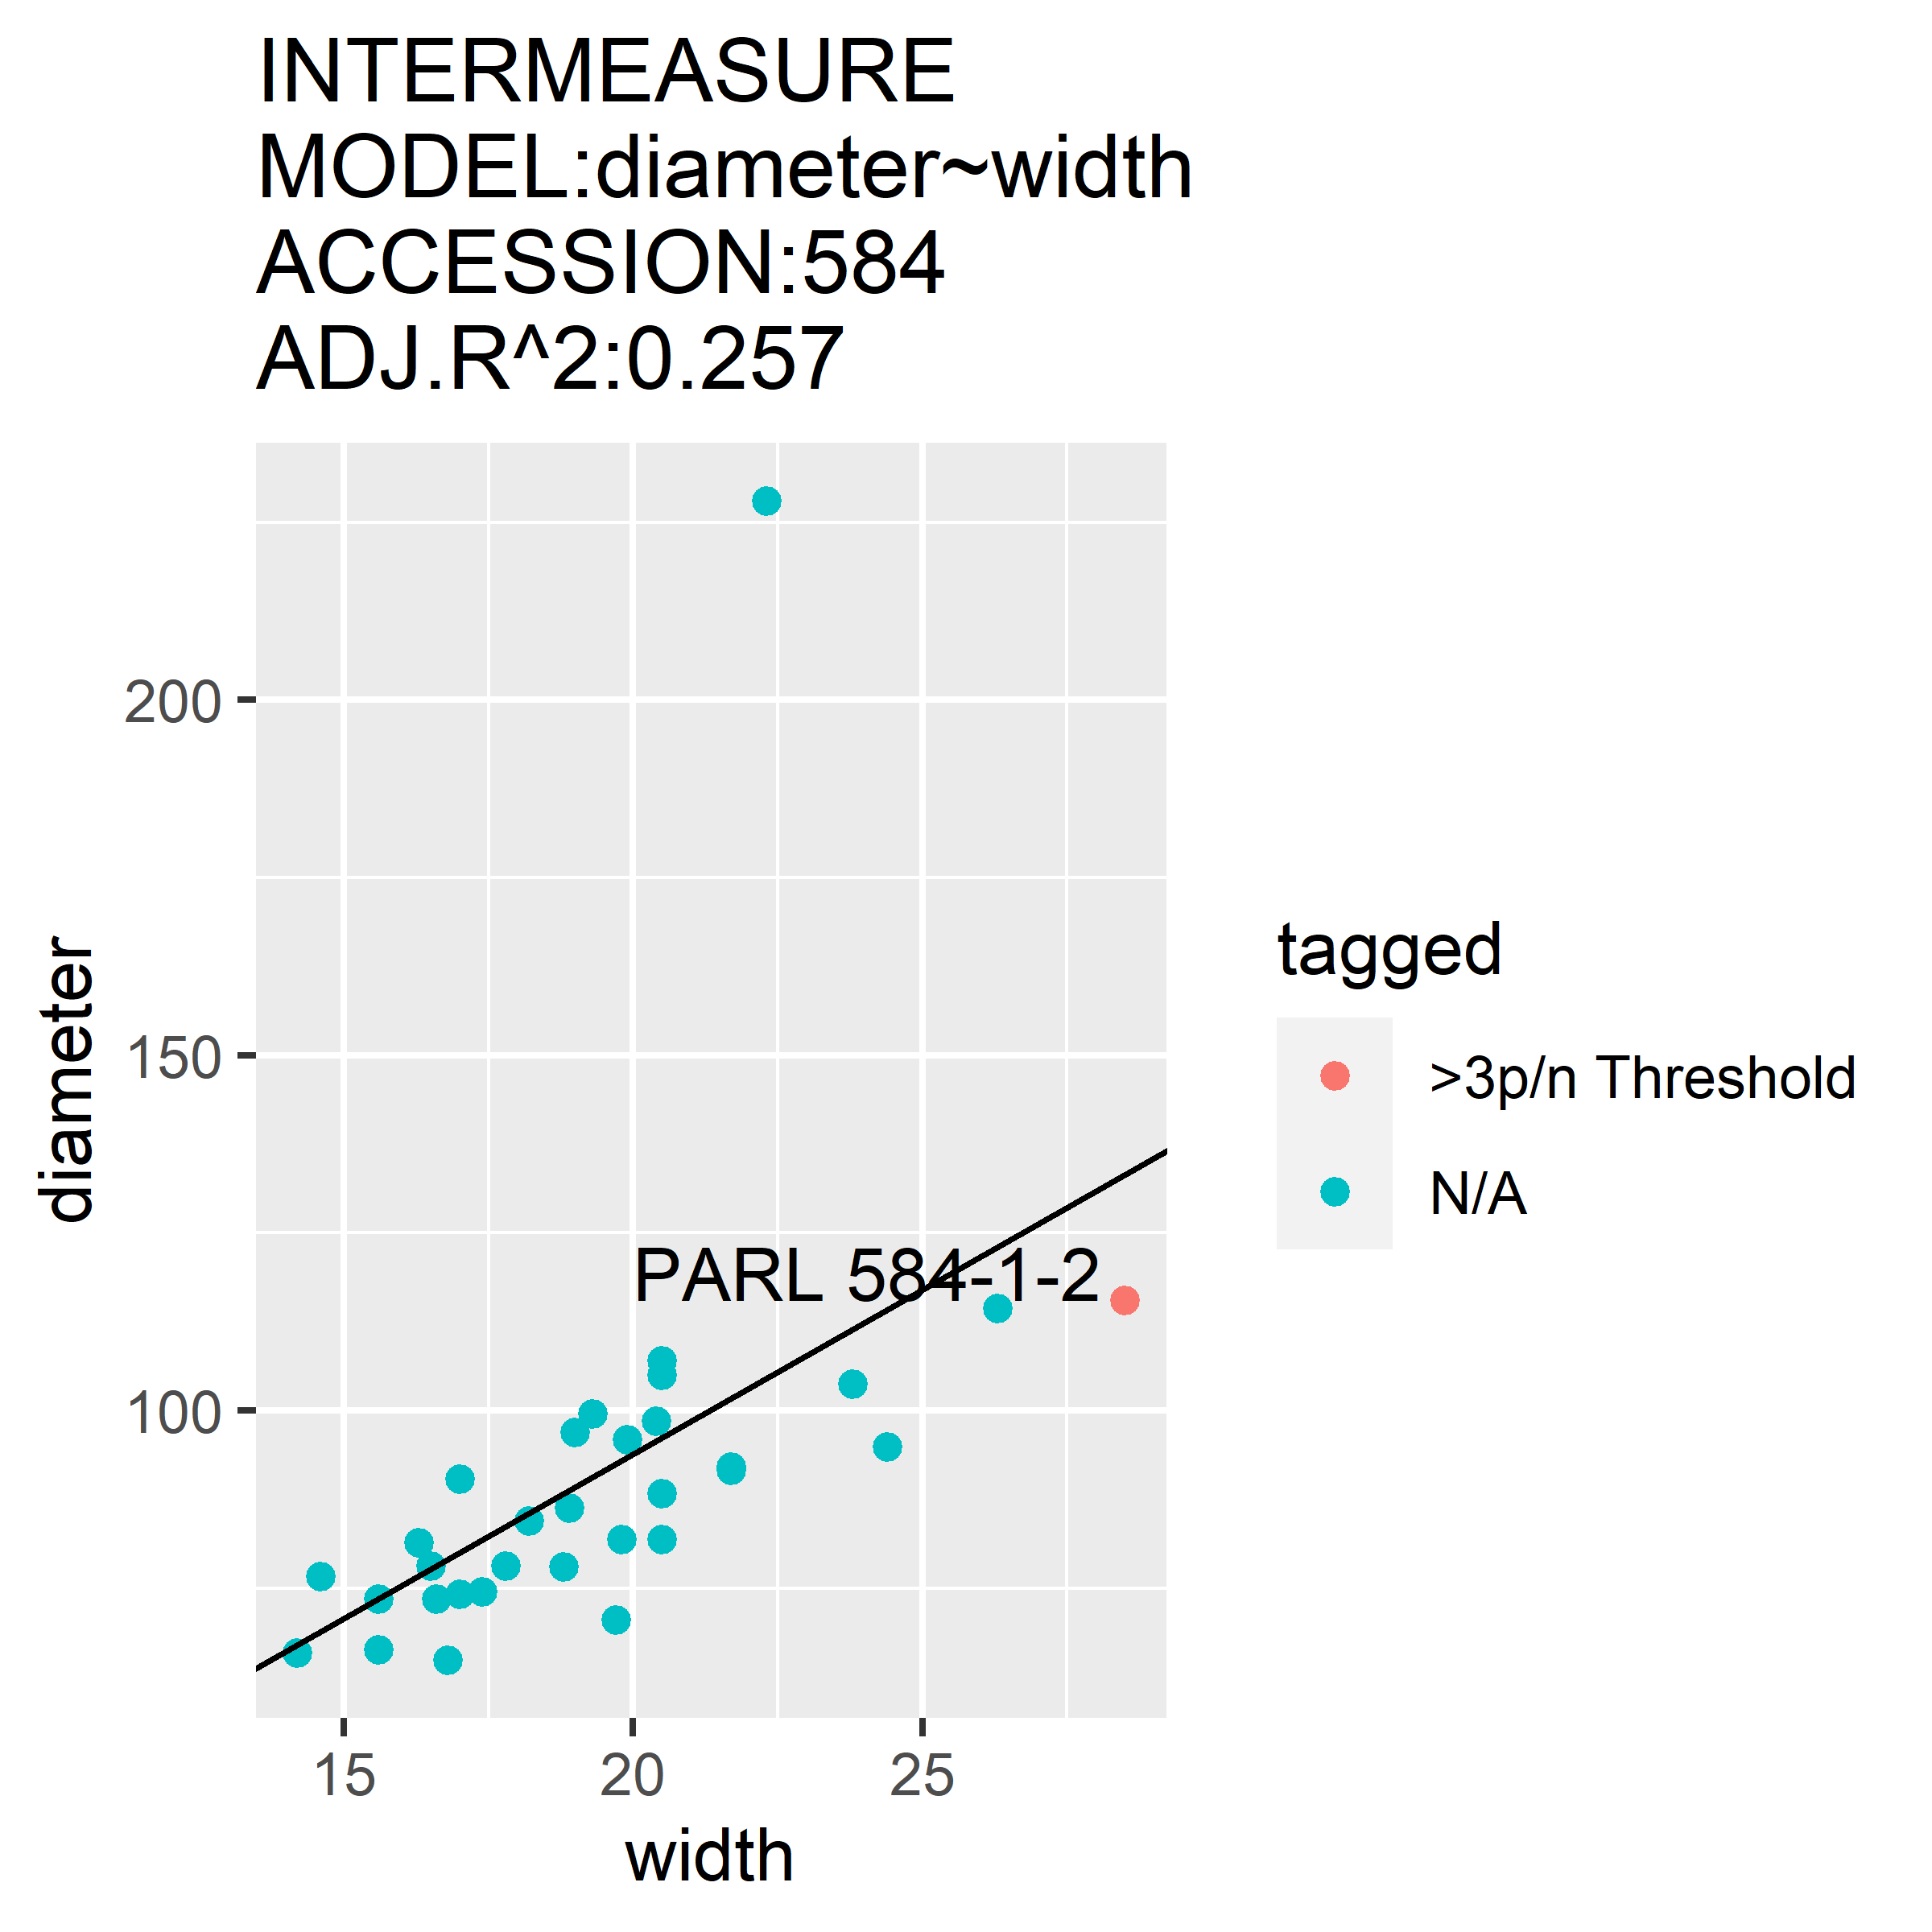 INTERMEASURE
MODEL:diameter~width
ACCESSION:584
ADJ.R^2:0.257
200
150
100
diameter
PARL 584-1-2
15
20
25
width
tagged
>3p/n Threshold
N/A